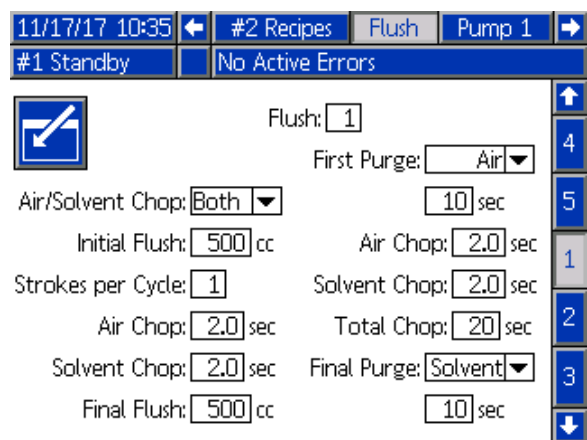 11/17/17 10:35 #2 Recipes Flush Pump 1
#1 Standby No Active Errors
Flush: 1
First Purge: Air
4
Air/Solvent Chop: Both 10 sec
5
Initial Flush: 500 cc Air Chop: 2.0 sec
1
Strokes per Cycle: 1 Solvent Chop: 2.0 sec
Air Chop: 2.0 sec Total Chop: 20 sec
2
Solvent Chop: 2.0 sec Final Purge: Solvent
3
Final Flush: 500 cc 10 sec